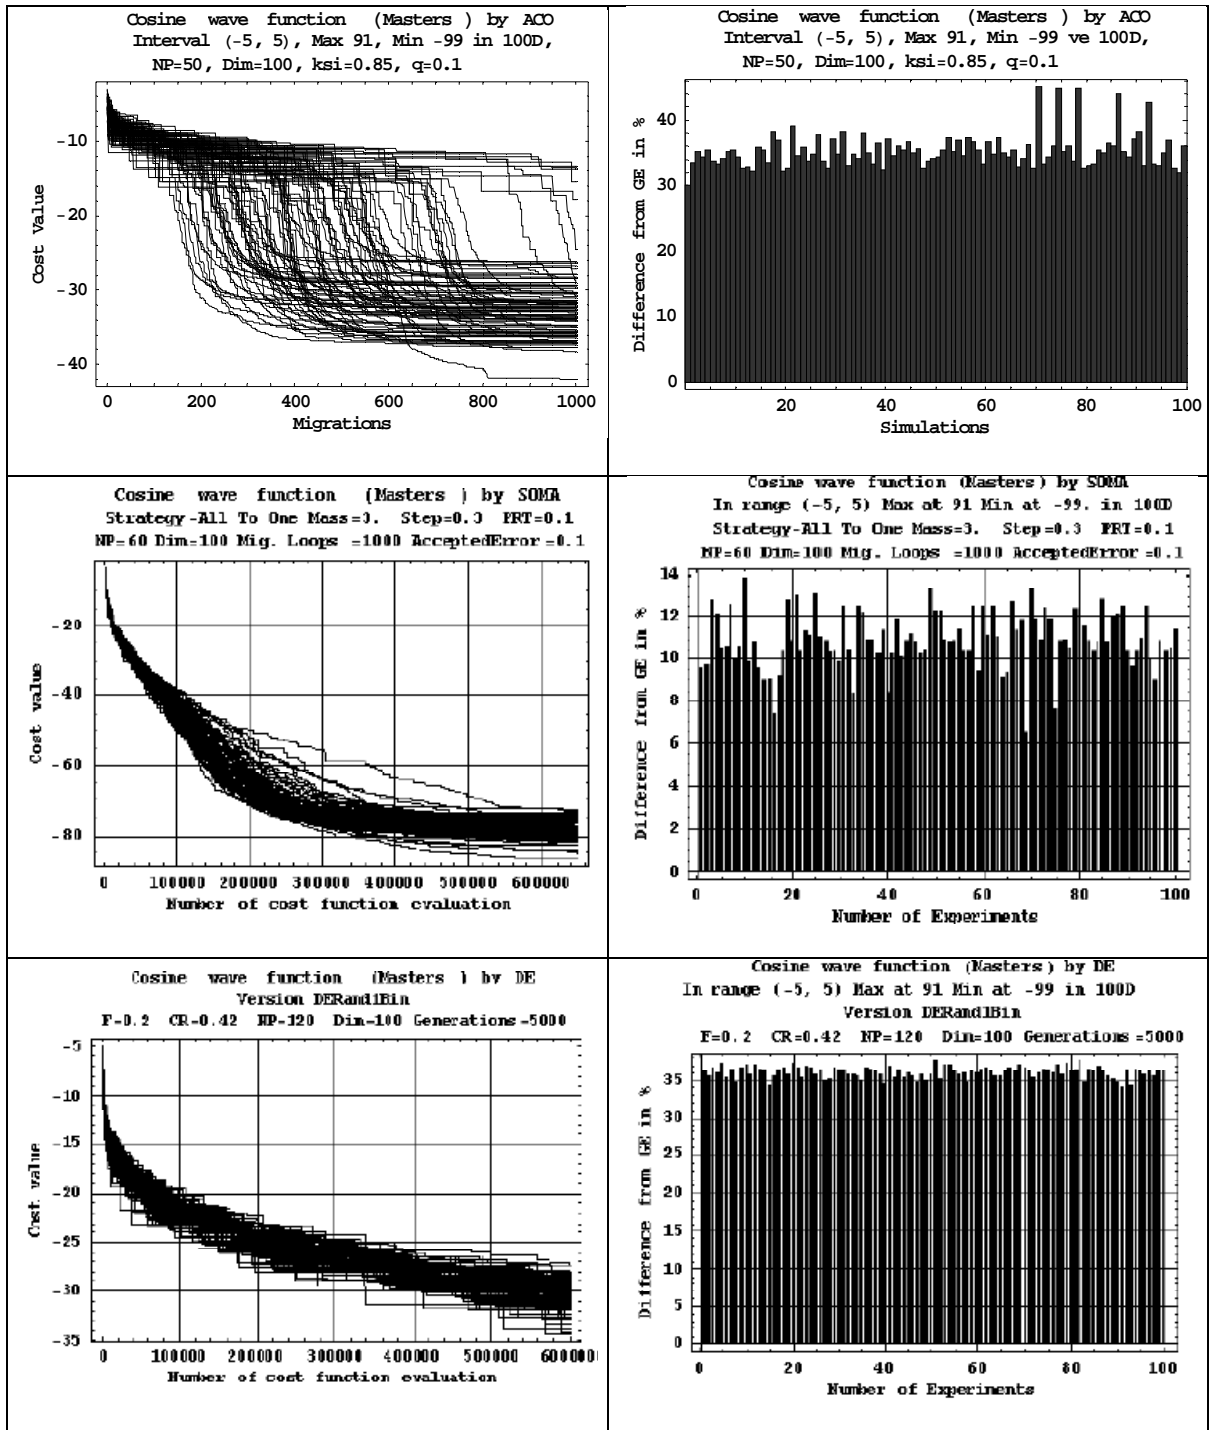 Cosine wave function (Masters ) by ACO
Interval (-5, 5), Max 91, Min -99 in 100D,
NP=50, Dim=100, ksi=0.85, q=0.1
Cost Value
-10
-20
-30
-40
0 200 400 600 800 1000
Migrations
Cosine wave function (Masters ) by ACO
Interval (-5, 5), Max 91, Min -99 ve 100D,
NP=50, Dim=100, ksi=0.85, q=0.1
Difference from GE in %
40
30
20
10
0
20 40 60 80 100
Simulations
Cosine wave function (Masters ) by SOMA
Strategy-All To One Mass=3. Step=0.3 PRT=0.1
NP=60 Dim=100 Mig. Loops =1000 AcceptedError =0.1
Cost value
-20
-40
-60
-80
0 100000 200000 300000 400000 500000 600000
Number of cost function evaluation
Cosine wave function (Masters) by SOMA
In range (-5, 5) Max at 91 Min at -99. in 100D
Strategy-All To One Mass=3. Step=0.3 PRT=0.1
NP=60 Dim=100 Mig. Loops =1000 AcceptedError =0.1
Difference from GE in %
14
12
10
8
6
4
2
0
0 20 40 60 80 100
Number of Experiments
Cosine wave function (Masters ) by DE
Version DERand1Bin
F=0.2 CR=0.42 NP=120 Dim=100 Generations =5000
Cost value
-5
-10
-15
-20
-25
-30
-35
0 100000 200000 300000 400000 500000 600000
Number of cost function evaluation
Cosine wave function (Masters) by DE
In range (-5, 5) Max at 91 Min at -99 in 100D
Version DERand1Bin
F=0.2 CR=0.42 NP=120 Dim=100 Generations =5000
Difference from GE in %
35
30
25
20
15
10
5
0
0 20 40 60 80 100
Number of Experiments